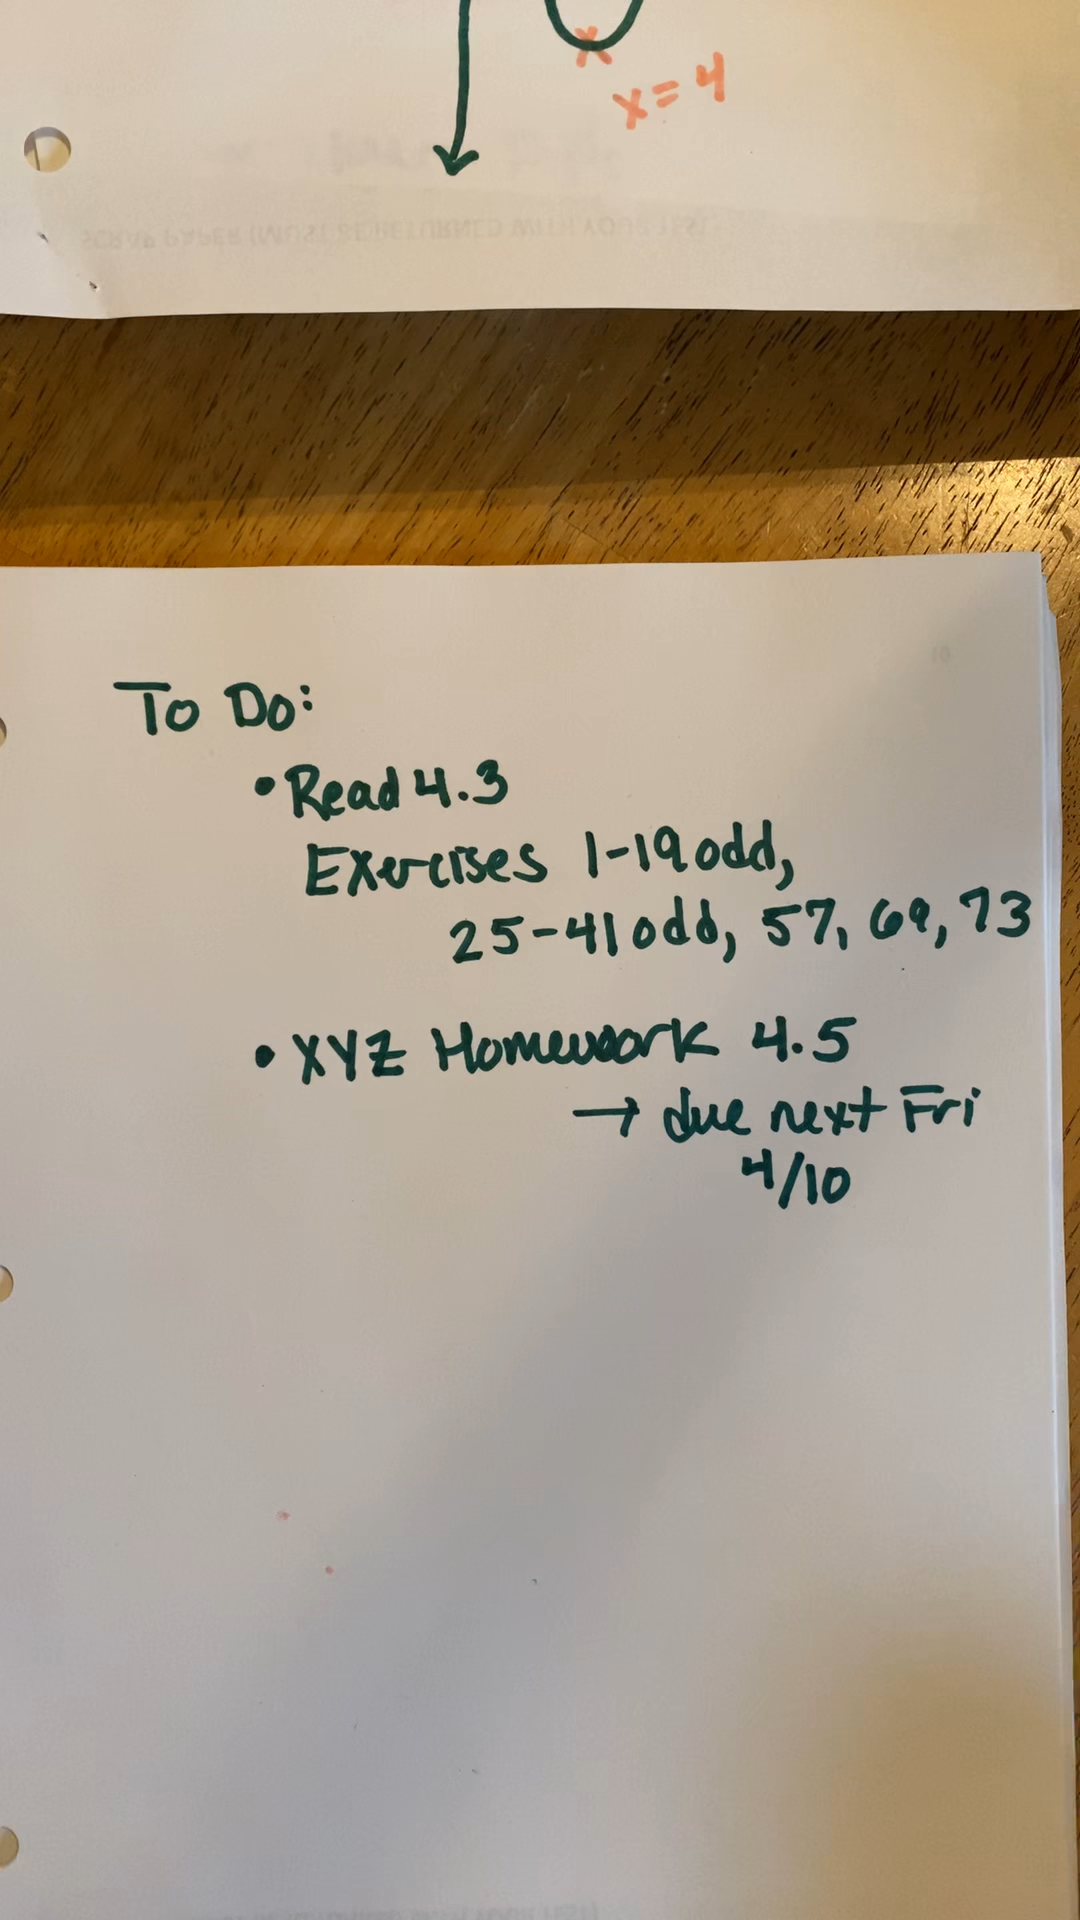 x = 4
To Do:
• Read 4.3
Exercises 1-19 odd,
25-41 odd, 57, 69, 73
• XYZ Homework 4.5
→ due next Fri
4/10